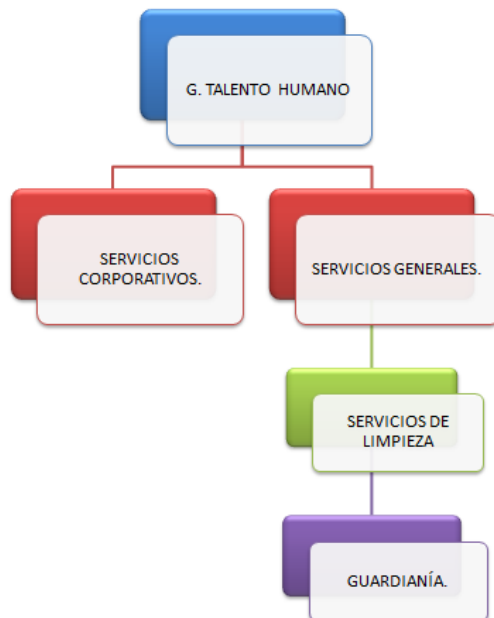 G. TALENTO HUMANO
SERVICIOS
CORPORATIVOS.
SERVICIOS GENERALES.
SERVICIOS DE
LIMPIEZA
GUARDIANÍA.